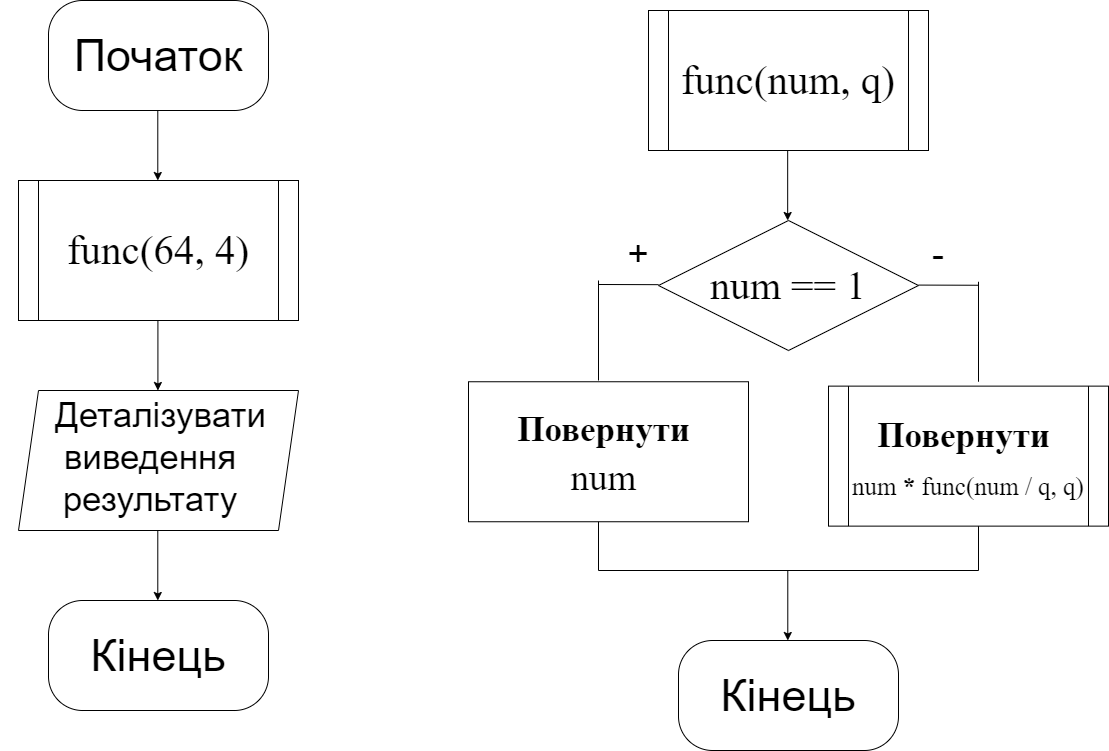 Початок
func(64, 4)
Деталізувати
виведення
результату
Кінець
func(num, q)
+
-
num == 1
Повернути
num
Повернути
num * func(num / q, q)
Кінець